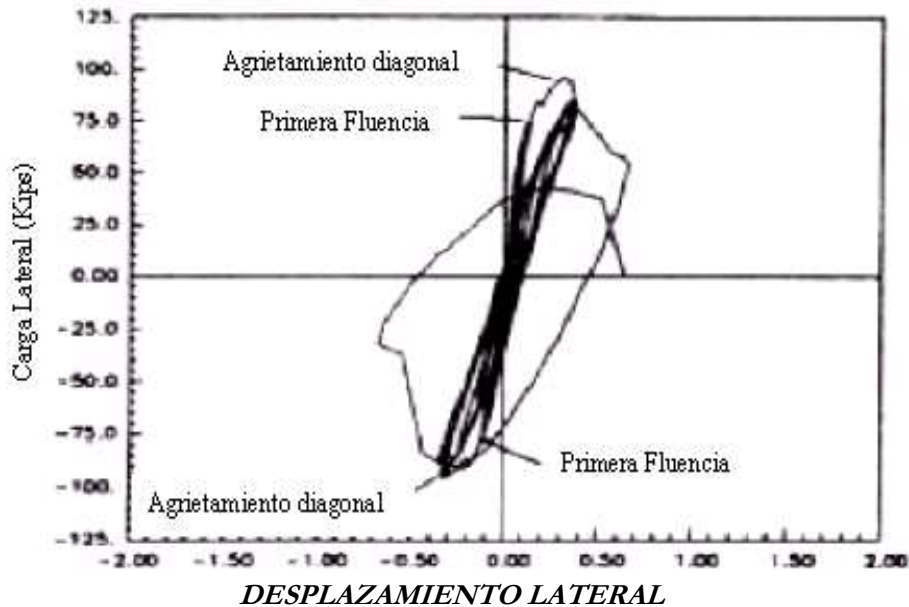 125.
100.
75.0
50.0
25.0
0.00
-25.0
-50.0
-75.0
-100.
-125.
Carga Lateral (Kips)
Agrietamiento diagonal
Primera Fluencia
Primera Fluencia
Agrietamiento diagonal
-2.00 -1.50 -1.00 -0.50 0.00 0.50 1.00 1.50 2.00
DESPLAZAMIENTO LATERAL